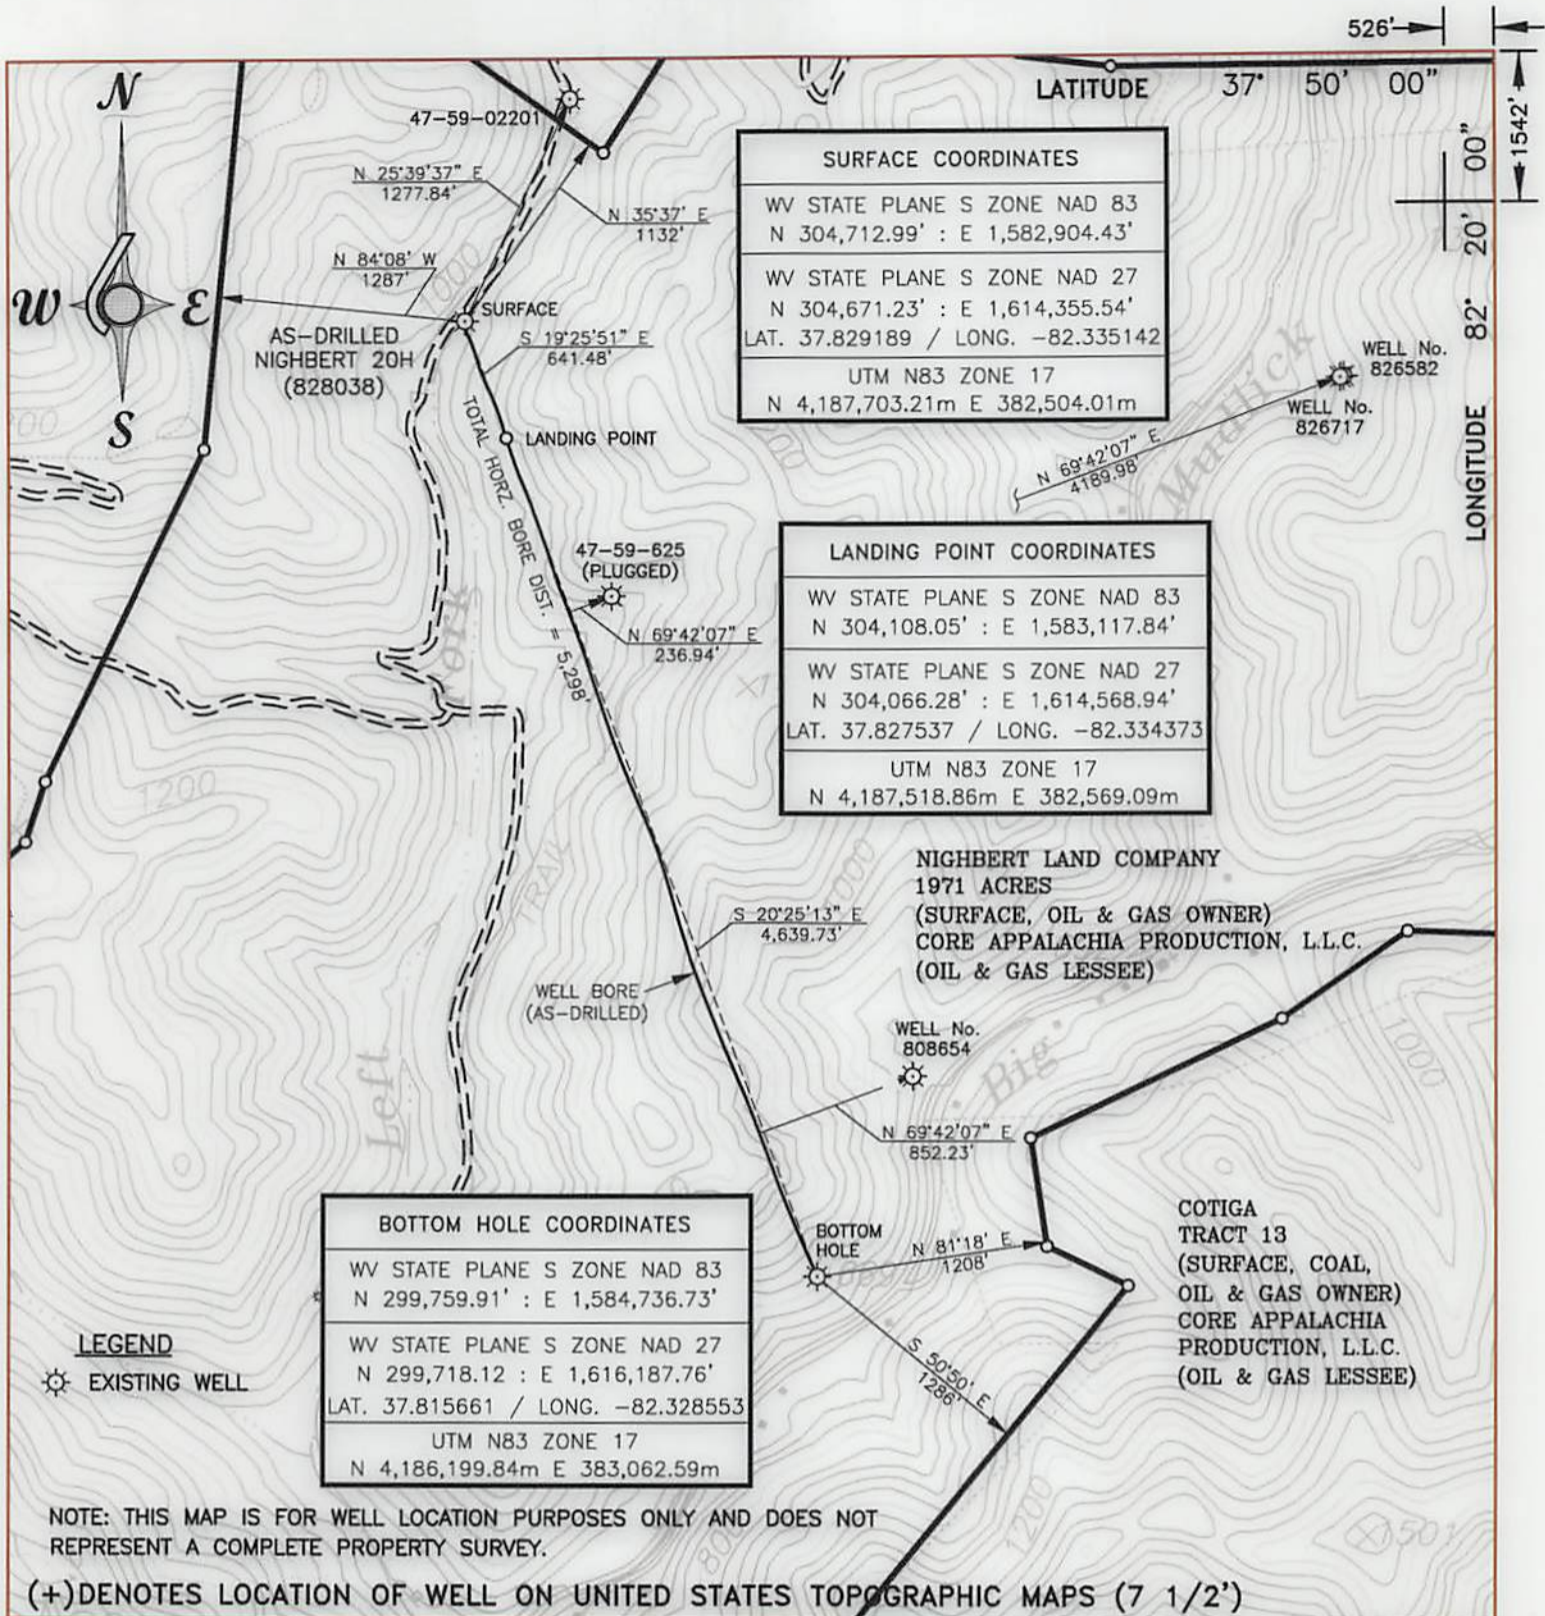 526'
1542'
LATITUDE 37° 50' 00"
LONGITUDE 82° 20' 00"
N
W E
S
47-59-02201
N 25°39'37" E
1277.84'
N 35°37' E
1132'
N 84°08' W
1287'
SURFACE
AS-DRILLED
NIGHBERT 20H
(828038)
S 19°25'51" E
641.48'
LANDING POINT
TOTAL HORZ. BORE DIST. = 5,298'
SURFACE COORDINATES
WV STATE PLANE S ZONE NAD 83
N 304,712.99' : E 1,582,904.43'
WV STATE PLANE S ZONE NAD 27
N 304,671.23' : E 1,614,355.54'
LAT. 37.829189 / LONG. -82.335142
UTM N83 ZONE 17
N 4,187,703.21m E 382,504.01m
WELL No.
826582
WELL No.
826717
N 69°42'07" E
4189.98'
Mudlick
47-59-625
(PLUGGED)
N 69°42'07" E
236.94'
LANDING POINT COORDINATES
WV STATE PLANE S ZONE NAD 83
N 304,108.05' : E 1,583,117.84'
WV STATE PLANE S ZONE NAD 27
N 304,066.28' : E 1,614,568.94'
LAT. 37.827537 / LONG. -82.334373
UTM N83 ZONE 17
N 4,187,518.86m E 382,569.09m
1000
1200
Fork
TRAIL
1000
NIGHBERT LAND COMPANY
1971 ACRES
(SURFACE, OIL & GAS OWNER)
CORE APPALACHIA PRODUCTION, L.L.C.
(OIL & GAS LESSEE)
S 20°25'13" E
4,639.73'
WELL BORE
(AS-DRILLED)
WELL No.
808654
Left
Big
1000
N 69°42'07" E
852.23'
BOTTOM
HOLE
N 81°18' E
1208'
S 50°50' E
1286'
COTIGA
TRACT 13
(SURFACE, COAL,
OIL & GAS OWNER)
CORE APPALACHIA
PRODUCTION, L.L.C.
(OIL & GAS LESSEE)
BOTTOM HOLE COORDINATES
WV STATE PLANE S ZONE NAD 83
N 299,759.91' : E 1,584,736.73'
WV STATE PLANE S ZONE NAD 27
N 299,718.12 : E 1,616,187.76'
LAT. 37.815661 / LONG. -82.328553
UTM N83 ZONE 17
N 4,186,199.84m E 383,062.59m
LEGEND
EXISTING WELL
1200
X1501
NOTE: THIS MAP IS FOR WELL LOCATION PURPOSES ONLY AND DOES NOT
REPRESENT A COMPLETE PROPERTY SURVEY.
(+)DENOTES LOCATION OF WELL ON UNITED STATES TOPOGRAPHIC MAPS (7 1/2')